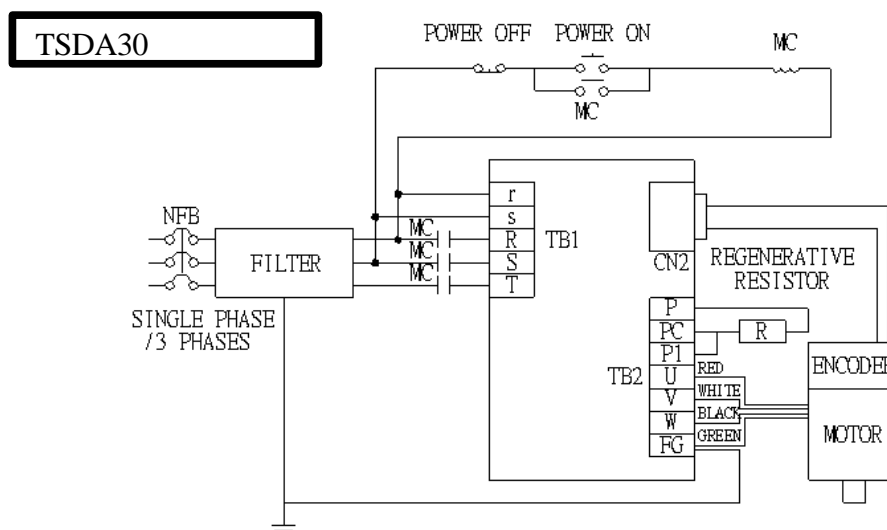 TSDA30
POWER OFF POWER ON
MC
MC
r
s
R
S
T
TB1
NFB
MC
MC
MC
FILTER
SINGLE PHASE
/3 PHASES
CN2
REGENERATIVE
RESISTOR
P
PC
P1
U
V
W
FG
R
TB2
RED
WHITE
BLACK
GREEN
ENCODER
MOTOR